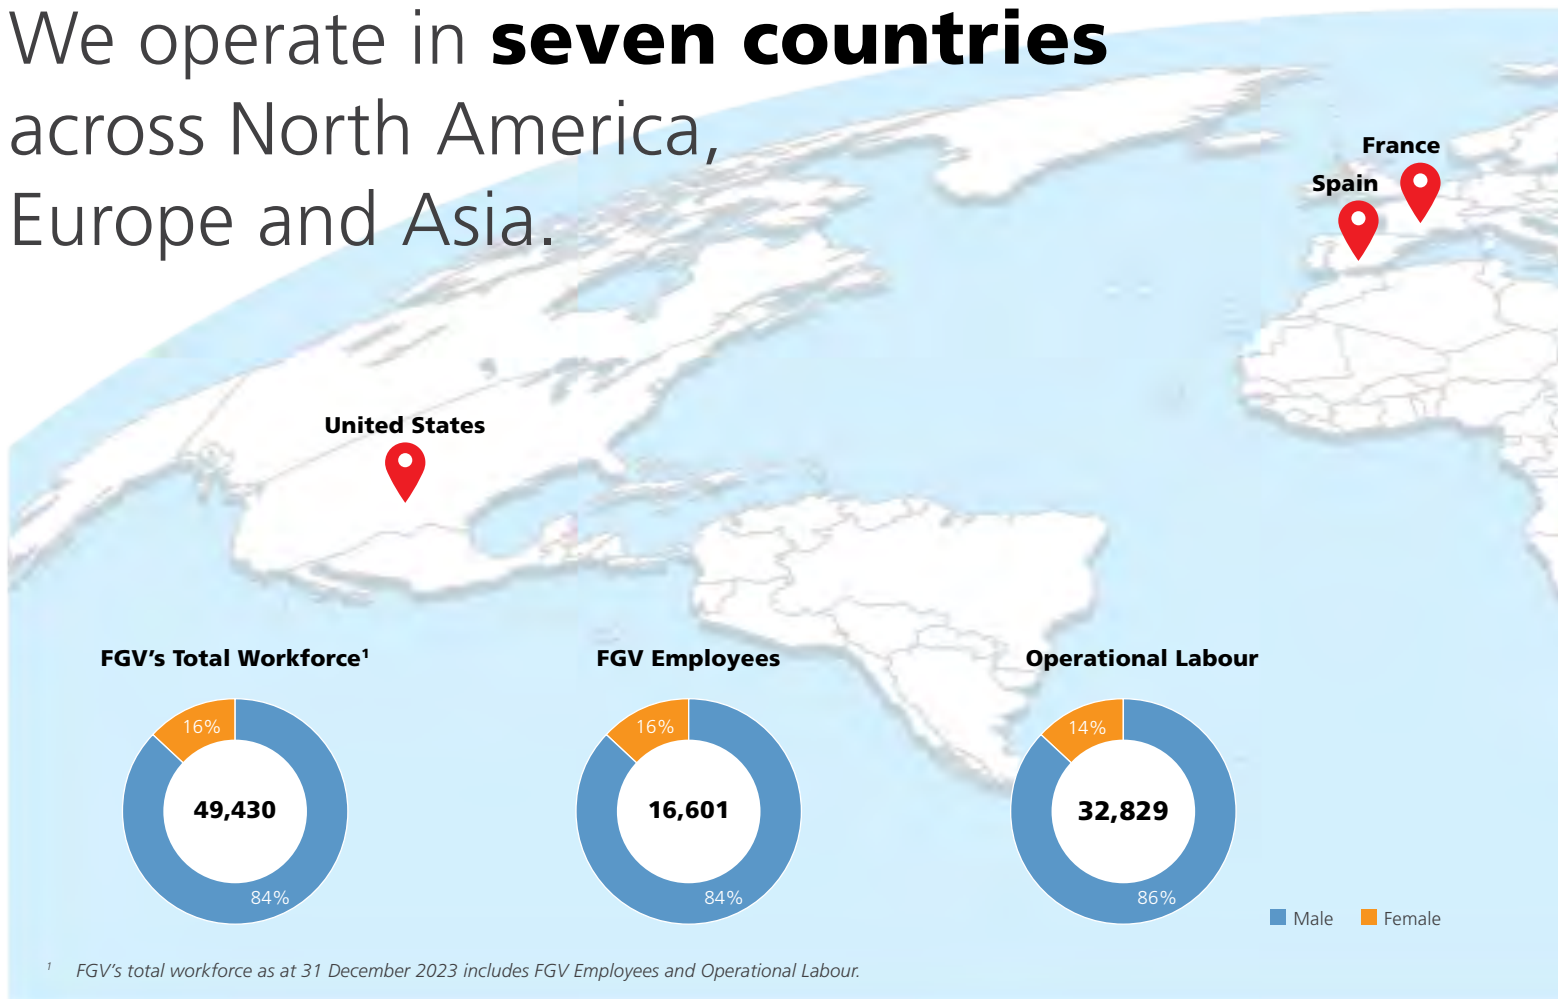 We operate in seven countries
across North America,
Europe and Asia.
France
Spain
United States
FGV’s Total Workforce¹
16%
49,430
84%
FGV Employees
16%
16,601
84%
Operational Labour
14%
32,829
86%
Male
Female
¹ FGV’s total workforce as at 31 December 2023 includes FGV Employees and Operational Labour.